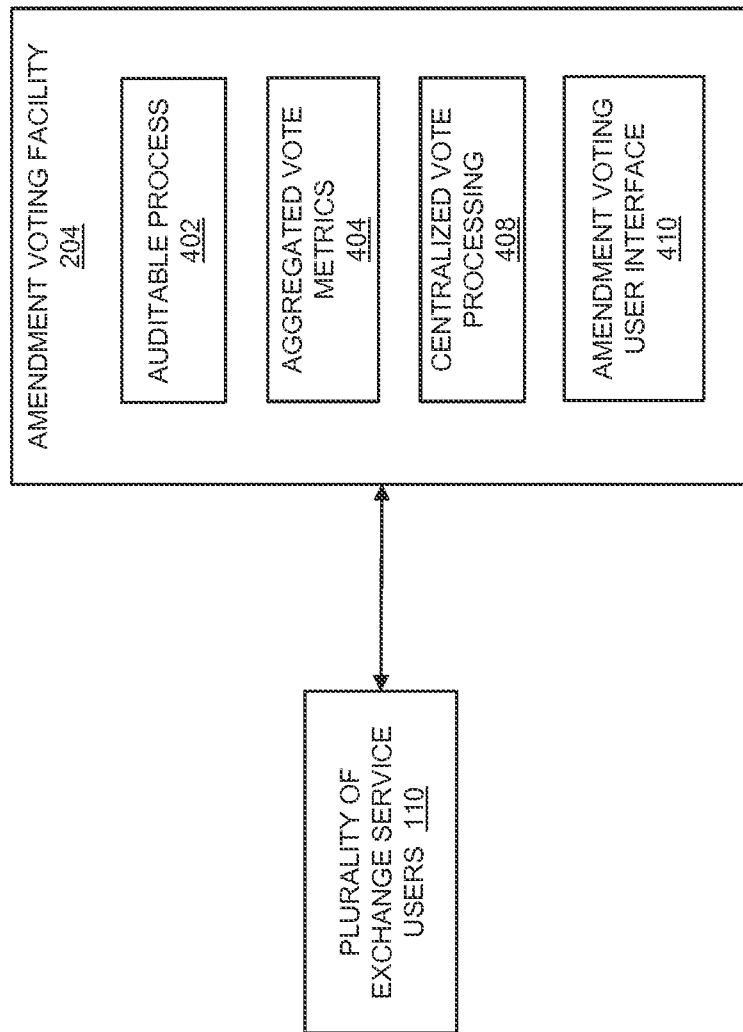 AMENDMENT VOTING FACILITY
204
AUDITABLE PROCESS
402
AGGREGATED VOTE
METRICS
404
CENTRALIZED VOTE
PROCESSING
408
AMENDMENT VOTING
USER INTERFACE
410
PLURALITY OF
EXCHANGE SERVICE
USERS 110